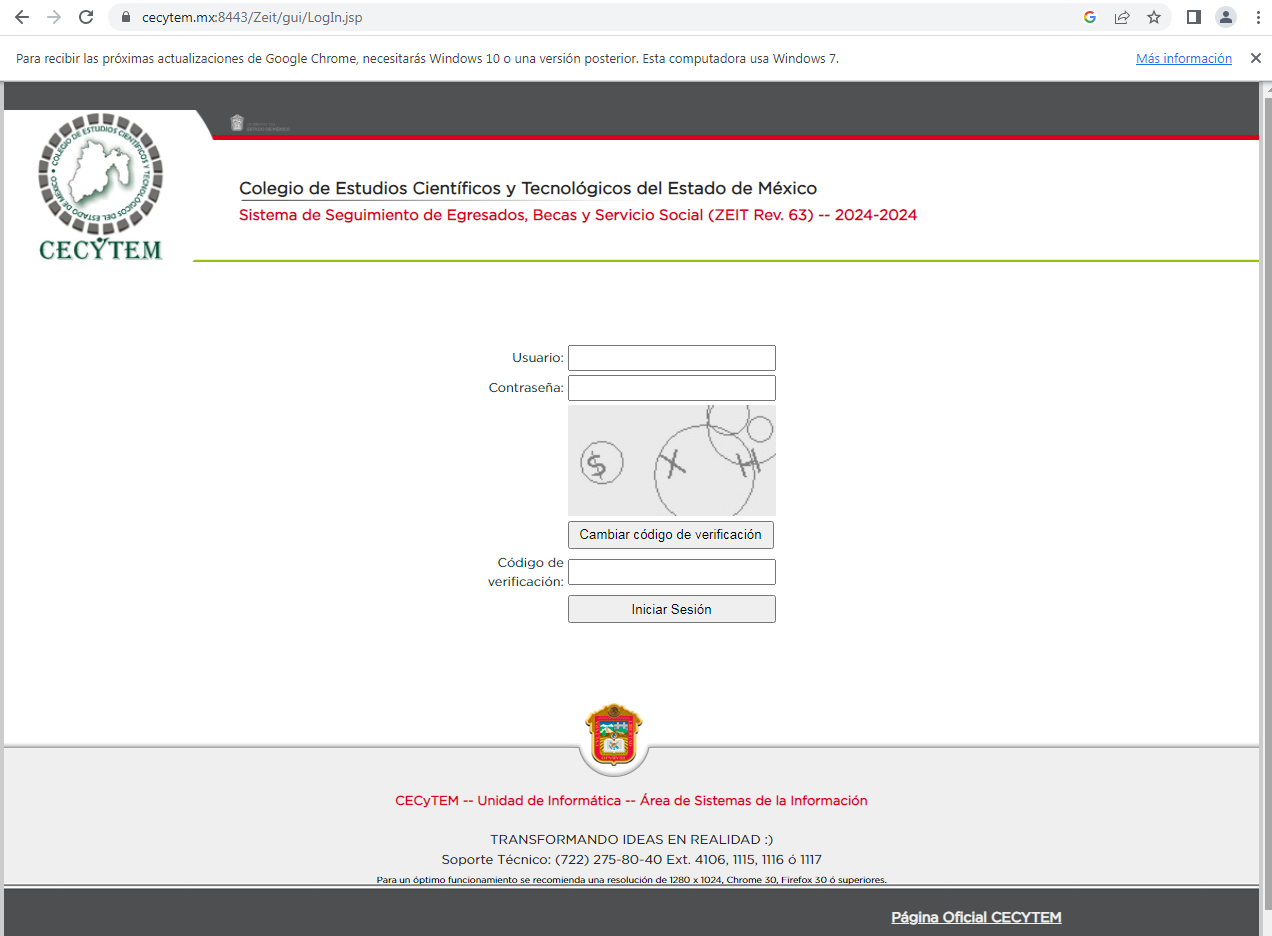 cecytem.mx:8443/Zeit/gui/LogIn.jsp
Para recibir las próximas actualizaciones de Google Chrome, necesitarás Windows 10 o una versión posterior. Esta computadora usa Windows 7.
Más información
COLEGIO DE ESTUDIOS CIENTÍFICOS Y TECNOLÓGICOS DEL ESTADO DE MÉXICO
CECYTEM
Colegio de Estudios Científicos y Tecnológicos del Estado de México
Sistema de Seguimiento de Egresados, Becas y Servicio Social (ZEIT Rev. 63) -- 2024-2024
Usuario:
Contraseña:
$ X H
Cambiar código de verificación
Código de
verificación:
Iniciar Sesión
CECyTEM -- Unidad de Informática -- Área de Sistemas de la Información
TRANSFORMANDO IDEAS EN REALIDAD :)
Soporte Técnico: (722) 275-80-40 Ext. 4106, 1115, 1116 ó 1117
Para un óptimo funcionamiento se recomienda una resolución de 1280 x 1024, Chrome 30, Firefox 30 ó superiores.
Página Oficial CECYTEM